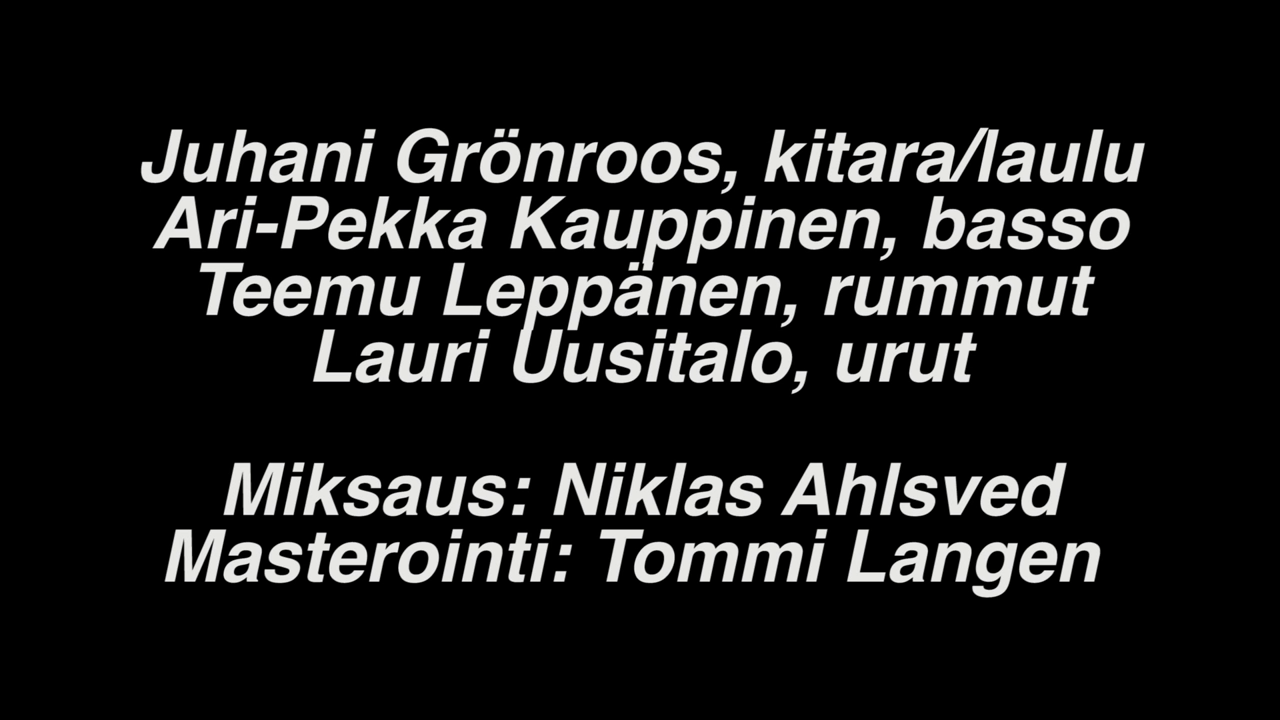 Juhani Grönroos, kitara/laulu
Ari-Pekka Kauppinen, basso
Teemu Leppänen, rummut
Lauri Uusitalo, urut
Miksaus: Niklas Ahlsved
Masterointi: Tommi Langen